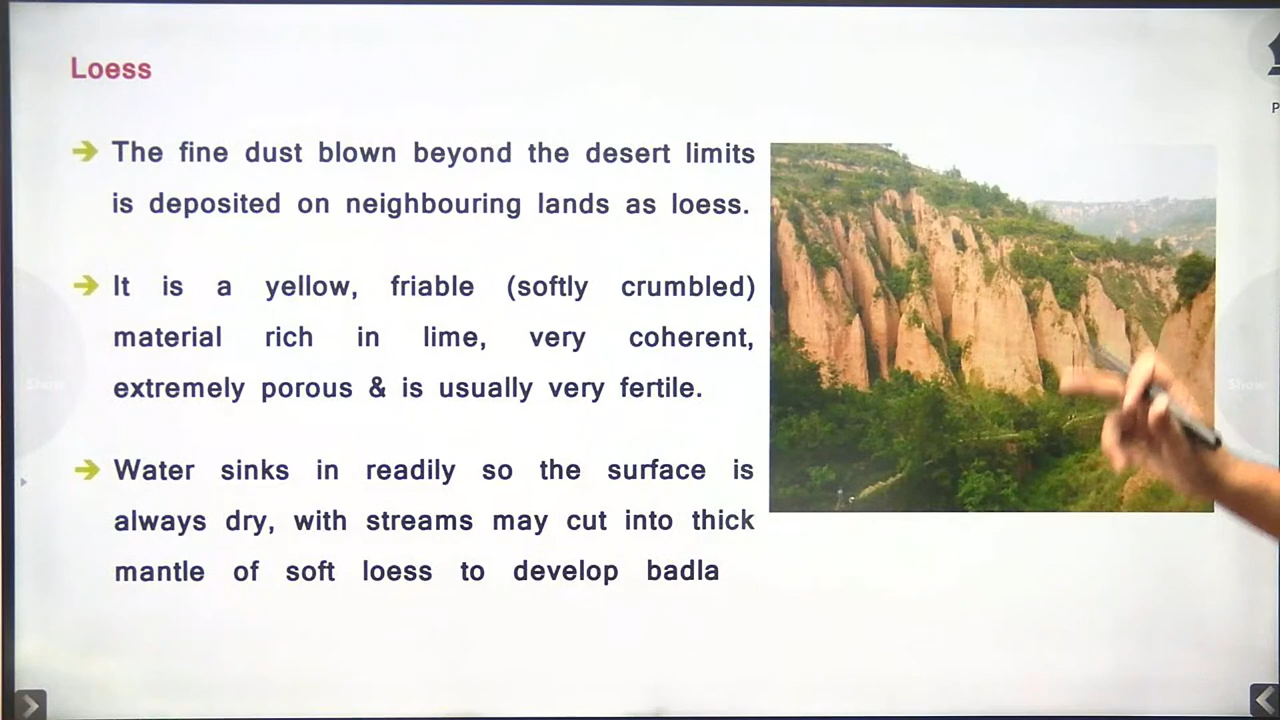 Loess
The fine dust blown beyond the desert limits
is deposited on neighbouring lands as loess.
It is a yellow, friable (softly crumbled)
material rich in lime, very coherent,
extremely porous & is usually very fertile.
Water sinks in readily so the surface is
always dry, with streams may cut into thick
mantle of soft loess to develop badla
Show
Show
P